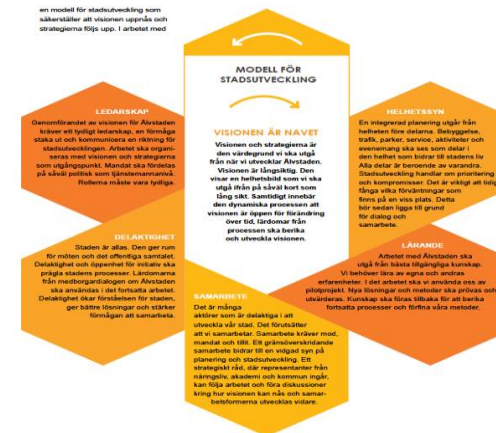 en modell för stadsutveckling som
säkerställer att visionen uppnås och
strategierna följs upp. I arbetet med
MODELL FÖR
STADSUTVECKLING
VISIONEN ÄR NAVET
Visionen och strategierna är
den värdegrund vi ska utgå
från när vi utvecklar Älvstaden.
Visionen är långsiktig. Den
visar en helhetsbild som vi ska
utgå ifrån på såväl kort som
lång sikt. Samtidigt innebär
den dynamiska processen att
visionen är öppen för förändring
över tid, lärdomar från
processen ska berika
och utveckla visionen.
LEDARSKAP
Genomförandet av visionen för Älvstaden
kräver ett tydligt ledarskap, en förmåga
staka ut och kommunicera en riktning för
stadsutvecklingen. Arbetet ska organi-
seras med visionen och strategierna
som utgångspunkt. Mandat ska fördelas
på såväl politisk som tjänstemannanivå.
Rollerna måste vara tydliga.
HELHETSSYN
En integrerad planering utgår från
helheten före delarna. Bebyggelse,
trafik, parker, service, aktiviteter och
evenemang ska ses som delar i
den helhet som bidrar till stadens liv
Alla delar är beroende av varandra.
Stadsutveckling handlar om prioritering
och kompromisser. Det är viktigt att tidig
fånga vilka förväntningar som
finns på en viss plats. Detta
bör sedan ligga till grund
för dialog och
samarbete.
DELAKTIGHET
Staden är allas. Den ger rum
för möten och det offentliga samtalet.
Delaktighet och öppenhet för initiativ ska
prägla stadens processer. Lärdomarna
från medborgardialogen om Älvstaden
ska användas i det fortsatta arbetet.
Delaktighet ökar förståelsen för staden,
ger bättre lösningar och stärker
förmågan att samarbeta.
LÄRANDE
Arbetet med Älvstaden ska
utgå från bästa tillgängliga kunskap.
Vi behöver lära av egna och andras
erfarenheter. I det arbetet ska vi använda oss av
pilotprojekt. Nya lösningar och metoder ska prövas och
utvärderas. Kunskap ska föras tillbaka för att berika
fortsatta processer och förfina våra metoder.
SAMARBETE
Det är många
aktörer som är delaktiga i att
utveckla vår stad. Det förutsätter
att vi samarbetar. Samarbete kräver mod,
mandat och tillit. Ett gränsöverskridande
samarbete bidrar till en vidgad syn på
planering och stadsutveckling. Ett
strategiskt råd, där representanter från
näringsliv, akademi och kommun ingår,
kan följa arbetet och föra diskussioner
kring hur visionen kan nås och samar-
betsformerna utvecklas vidare.